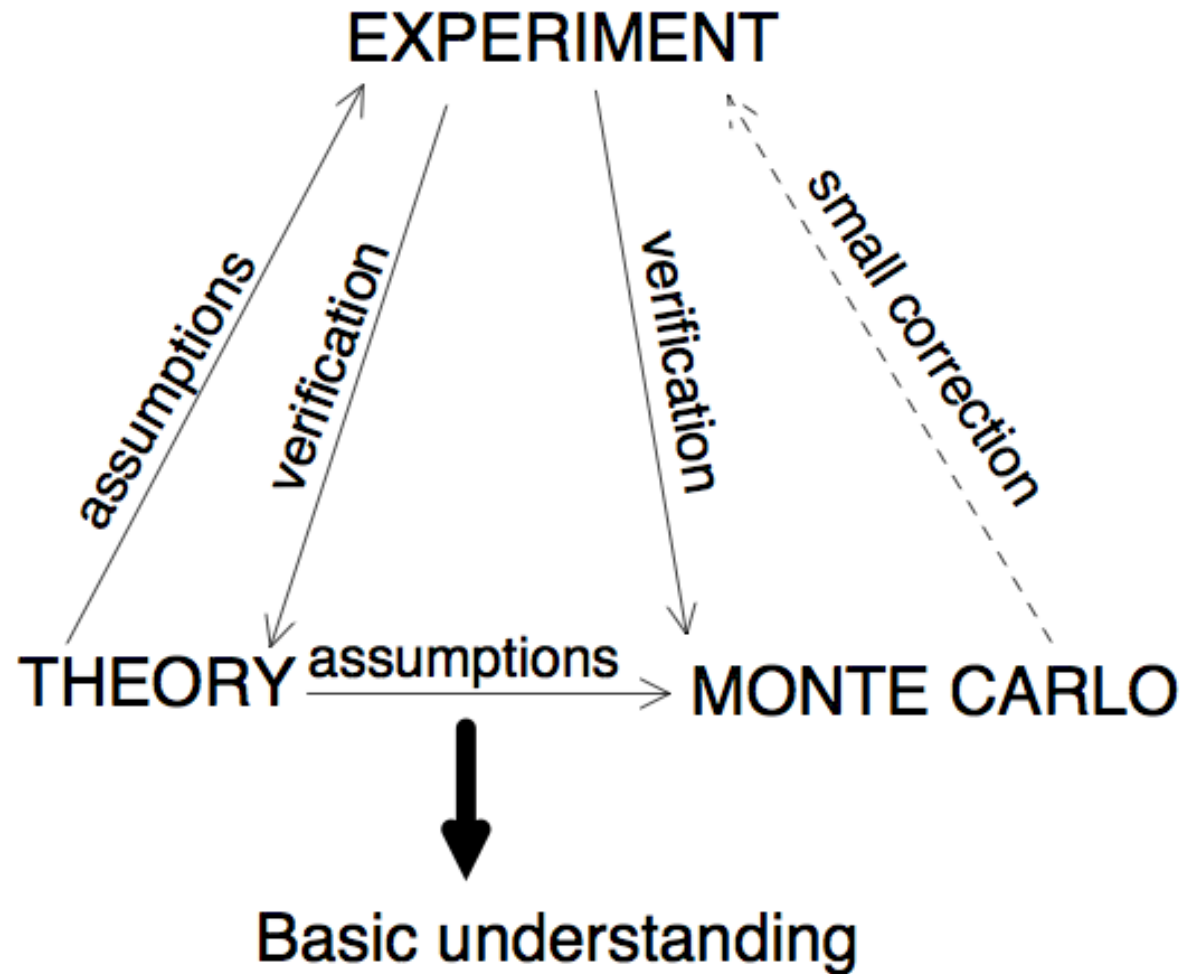 EXPERIMENT
assumptions
verification
verification
small correction
THEORY
assumptions
MONTE CARLO
Basic understanding